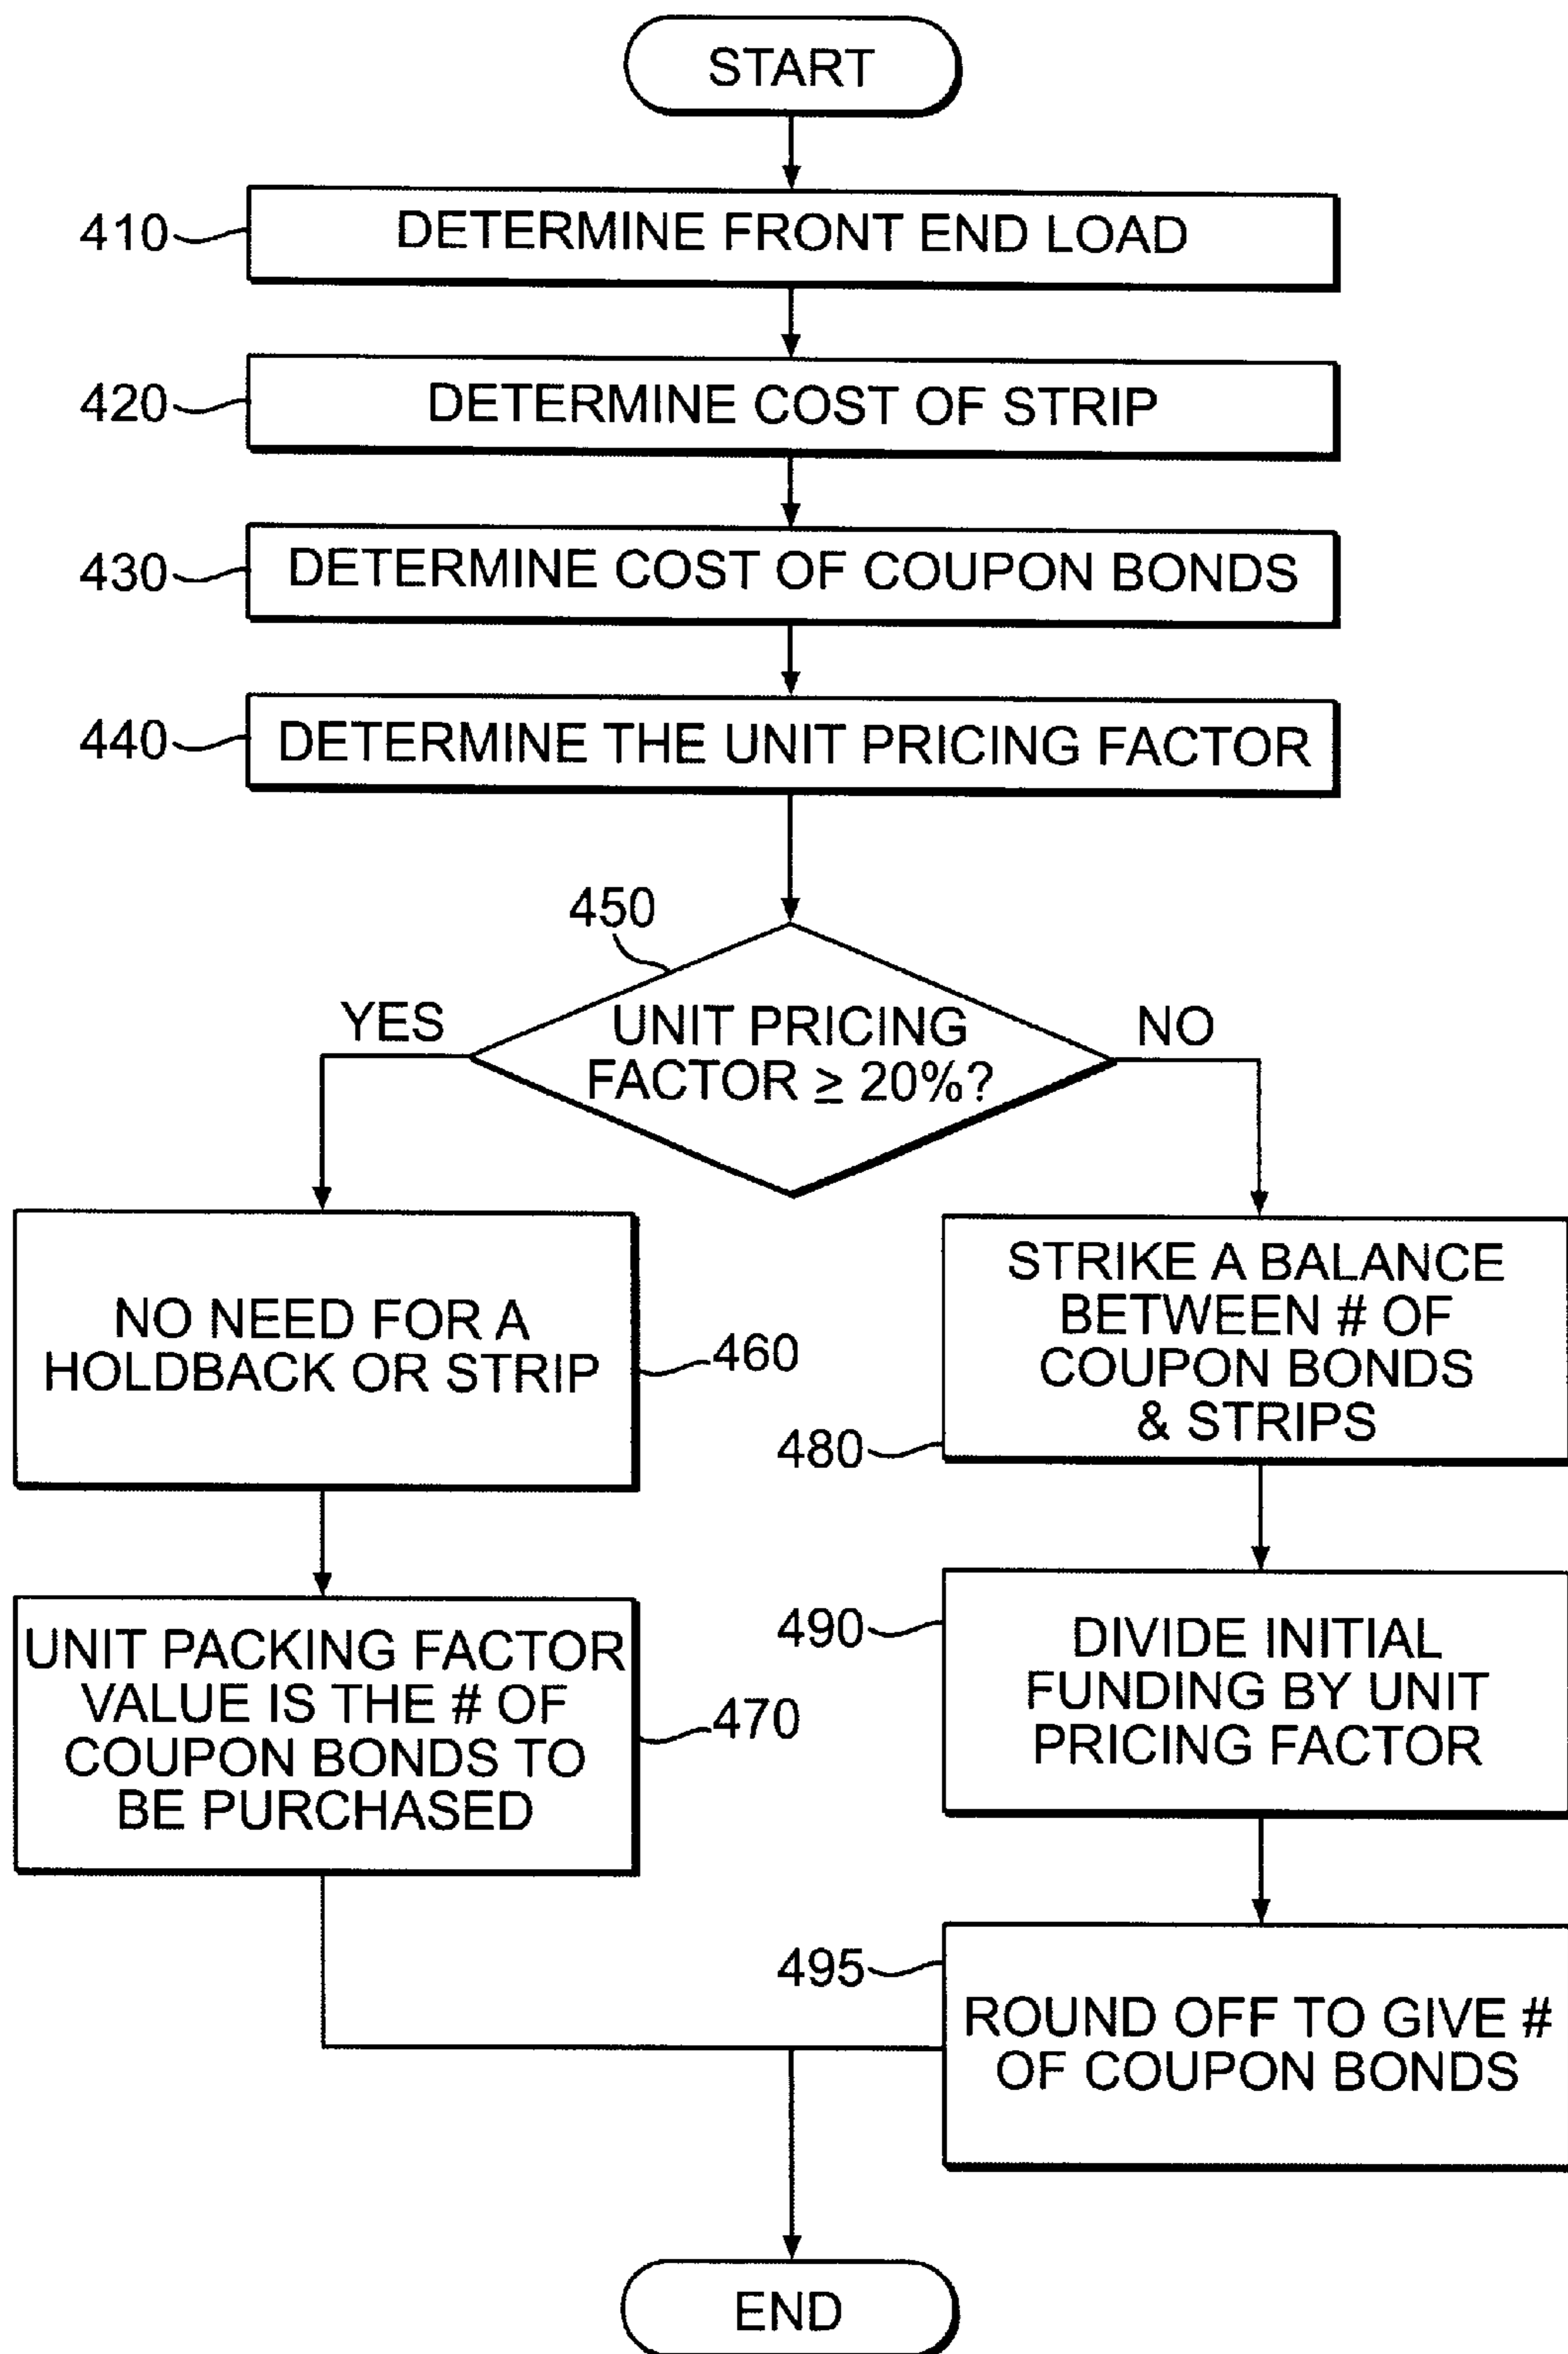 START
410
DETERMINE FRONT END LOAD
420
DETERMINE COST OF STRIP
430
DETERMINE COST OF COUPON BONDS
440
DETERMINE THE UNIT PRICING FACTOR
450
YES
UNIT PRICING
FACTOR ≥ 20%?
NO
NO NEED FOR A
HOLDBACK OR STRIP
460
STRIKE A BALANCE
BETWEEN # OF
COUPON BONDS
& STRIPS
480
UNIT PACKING FACTOR
VALUE IS THE # OF
COUPON BONDS TO
BE PURCHASED
470
490
DIVIDE INITIAL
FUNDING BY UNIT
PRICING FACTOR
495
ROUND OFF TO GIVE #
OF COUPON BONDS
END